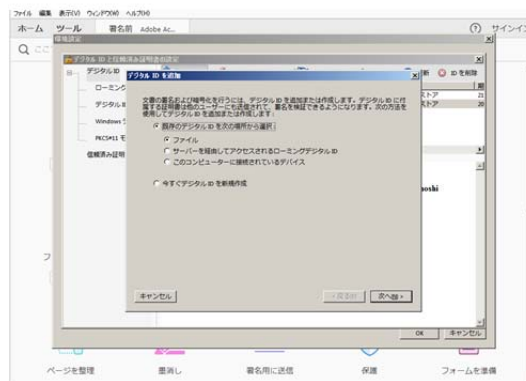 ファイル 編集 表示(V) ウィンドウ(W) ヘルプ(H)
ホーム ツール 署名前 Adobe Ac... サインイン
環境設定
デジタル ID と信頼済み証明書の設定
デジタル ID ID を削除
デジタル ID を追加
ローミング
デジタル
Windows
PKCS#11 モ
信頼済み証明
文書の署名および暗号化を行うには、デジタル ID を追加または作成します。デジタル ID に付
属する証明書は他のユーザーにも送信されて、署名を検証できるようになります。次の方法を
使用してデジタル ID を追加または作成します :
既存のデジタル ID を次の場所から選択 :
ファイル
サーバーを経由してアクセスされるローミングデジタル ID
このコンピューターに接続されているデバイス
今すぐデジタル ID を新規作成
期
ストア 21
ストア 20
oshi
キャンセル 次へ(N) >
OK キャンセル
ページを整理 墨消し 署名用に送信 保護 フォームを準備